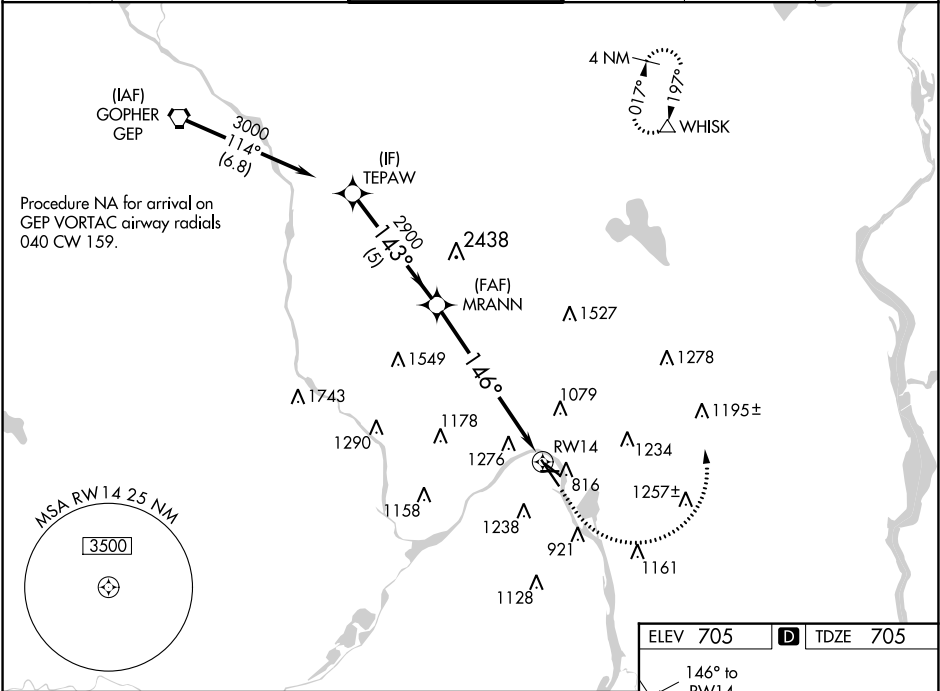 4 NM
017°
197°
WHISK
(IAF)
GOPHER
GEP
3000
114°
(6.8)
(IF)
TEPAW
Procedure NA for arrival on
GEP VORTAC airway radials
040 CW 159.
2900
143°
(5)
2438
(FAF)
MRANN
1527
1549
1278
146°
1743
1079
1195±
1178
1290
1276
RW14
1234
816
1158
1257±
1238
921
1161
1128
MSA RW14 25 NM
3500
ELEV 705
D
TDZE 705
146° to
RW14